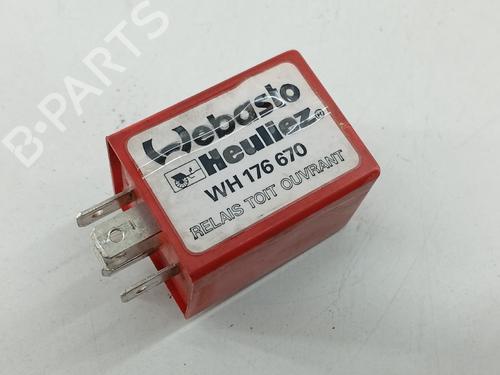 B-PARTS
Webasto
Heuliez
WH 176 670
RELAIS TOIT OUVRANT